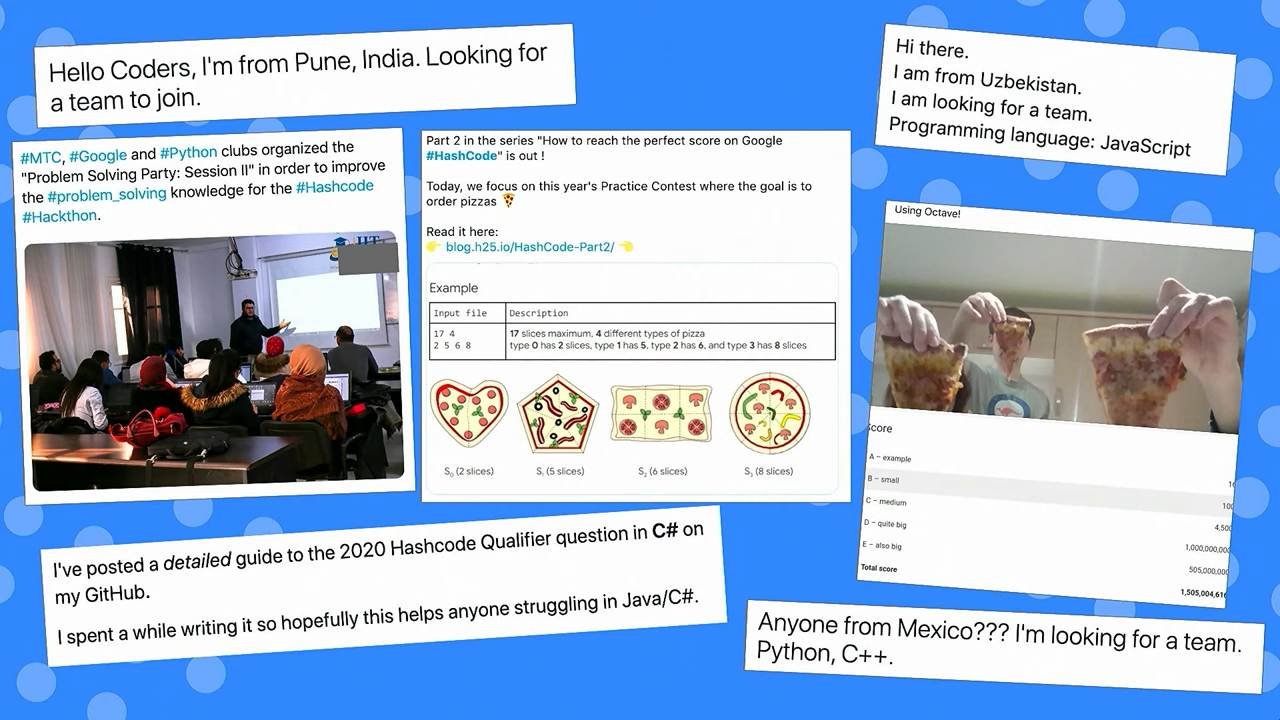 Hello Coders, I'm from Pune, India. Looking for
a team to join.
Hi there.
I am from Uzbekistan.
I am looking for a team.
Programming language: JavaScript
#MTC, #Google and #Python clubs organized the
"Problem Solving Party: Session II" in order to improve
the #problem_solving knowledge for the #Hashcode
#Hackthon.
Part 2 in the series "How to reach the perfect score on Google
#HashCode" is out !
Today, we focus on this year's Practice Contest where the goal is to
order pizzas 🍕
Read it here:
👉 blog.h25.io/HashCode-Part2/ 👈
Example
Input file Description
17 4 17 slices maximum, 4 different types of pizza
2 5 6 8 type 0 has 2 slices, type 1 has 5, type 2 has 6, and type 3 has 8 slices
S0 (2 slices) S1 (5 slices) S2 (6 slices) S3 (8 slices)
Using Octave!
Score
A – example 16
B – small 100
C – medium 4,500
D – quite big 1,000,000,000
E – also big 505,000,000
Total score 1,505,004,616
I've posted a detailed guide to the 2020 Hashcode Qualifier question in C# on
my GitHub.
I spent a while writing it so hopefully this helps anyone struggling in Java/C#.
Anyone from Mexico??? I'm looking for a team.
Python, C++.